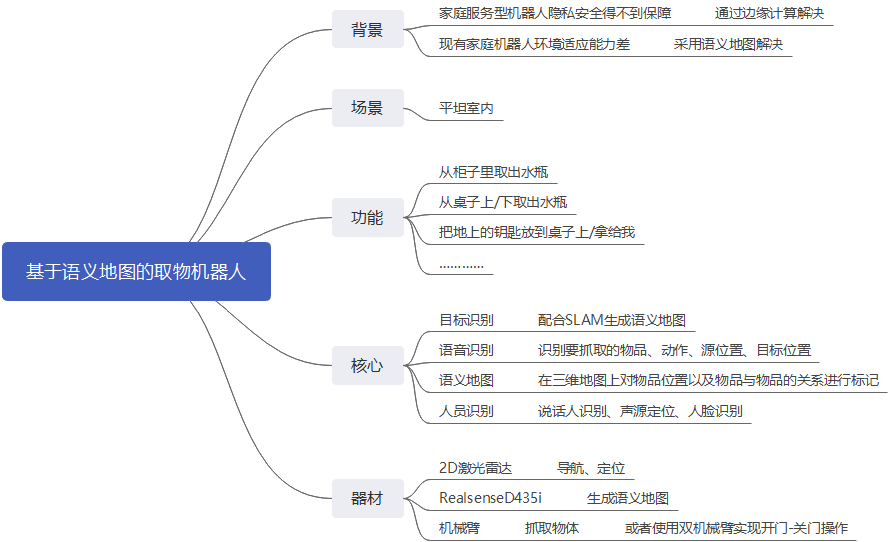 背景
家庭服务型机器人隐私安全得不到保障 通过边缘计算解决
现有家庭机器人环境适应能力差 采用语义地图解决
场景
平坦室内
功能
从柜子里取出水瓶
从桌子上/下取出水瓶
把地上的钥匙放到桌子上/拿给我
…………
基于语义地图的取物机器人
核心
目标识别 配合SLAM生成语义地图
语音识别 识别要抓取的物品、动作、源位置、目标位置
语义地图 在三维地图上对物品位置以及物品与物品的关系进行标记
人员识别 说话人识别、声源定位、人脸识别
器材
2D激光雷达 导航、定位
RealsenseD435i 生成语义地图
机械臂 抓取物体 或者使用双机械臂实现开门-关门操作